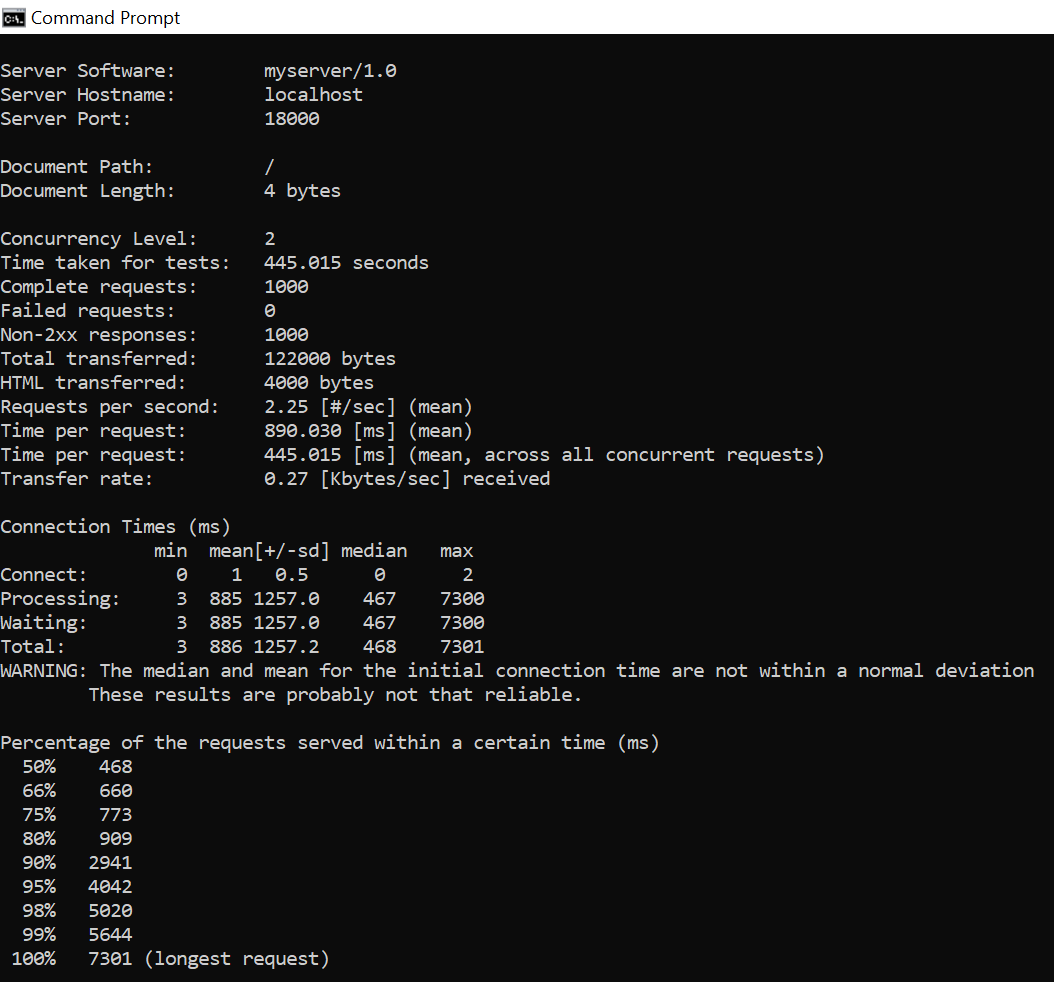 Command Prompt
Server Software:        myserver/1.0
Server Hostname:        localhost
Server Port:            18000
Document Path:          /
Document Length:        4 bytes
Concurrency Level:      2
Time taken for tests:   445.015 seconds
Complete requests:      1000
Failed requests:        0
Non-2xx responses:      1000
Total transferred:      122000 bytes
HTML transferred:       4000 bytes
Requests per second:    2.25 [#/sec] (mean)
Time per request:       890.030 [ms] (mean)
Time per request:       445.015 [ms] (mean, across all concurrent requests)
Transfer rate:          0.27 [Kbytes/sec] received
Connection Times (ms)
              min  mean[+/-sd] median   max
Connect:        0    1   0.5      0       2
Processing:     3  885 1257.0    467    7300
Waiting:        3  885 1257.0    467    7300
Total:          3  886 1257.2    468    7301
WARNING: The median and mean for the initial connection time are not within a normal deviation
        These results are probably not that reliable.
Percentage of the requests served within a certain time (ms)
  50%    468
  66%    660
  75%    773
  80%    909
  90%   2941
  95%   4042
  98%   5020
  99%   5644
 100%   7301 (longest request)